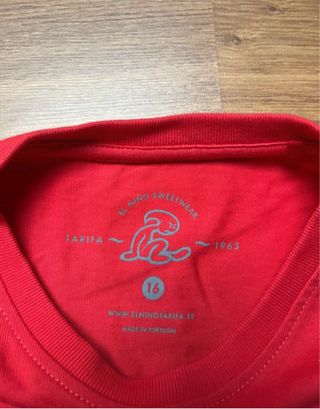 EL NIÑO SWEETWEAR
TARIFA ~ ~ 1963
16
WWW.ELNINOTARIFA.ES
MADE IN PORTUGAL